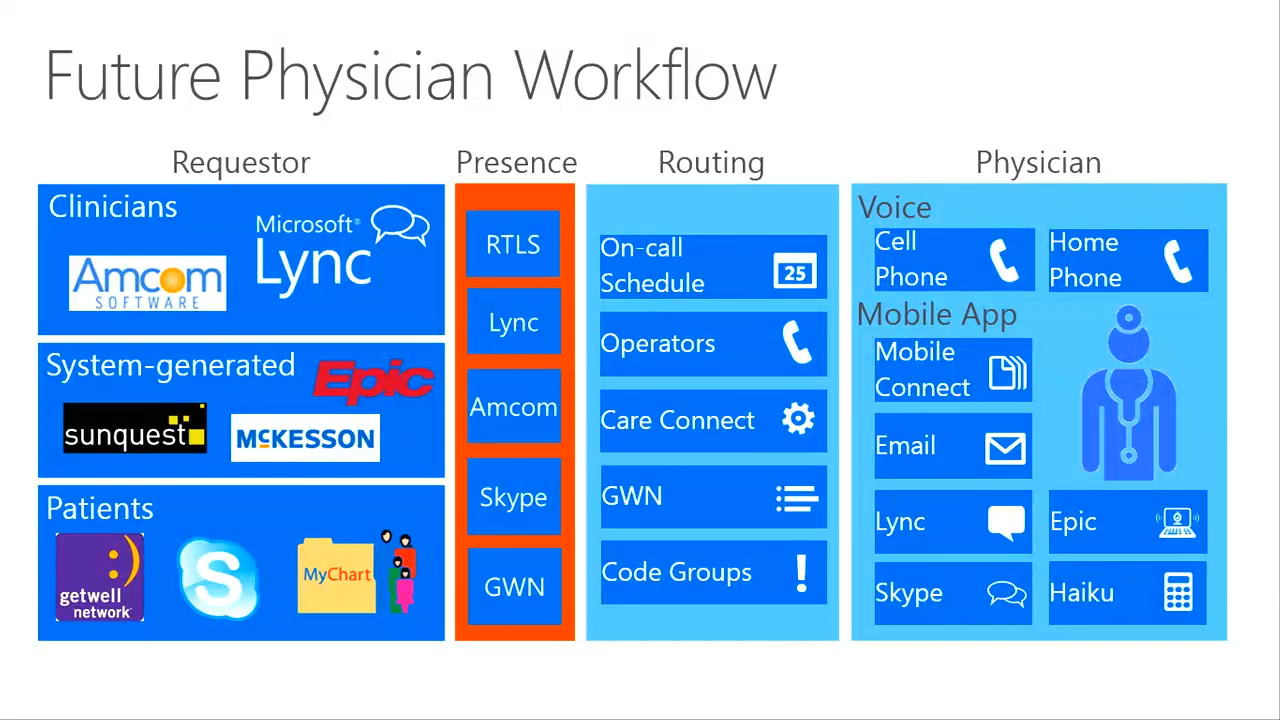 Future Physician Workflow
Requestor
Presence
Routing
Physician
Clinicians
Amcom
SOFTWARE
Microsoft®
Lync
System-generated
Epic
sunquest
MCKESSON
Patients
getwell
network
MyChart
RTLS
Lync
Amcom
Skype
GWN
On-call
Schedule
25
Operators
Care Connect
GWN
Code Groups
Voice
Cell
Phone
Home
Phone
Mobile App
Mobile
Connect
Email
Lync
Epic
Skype
Haiku